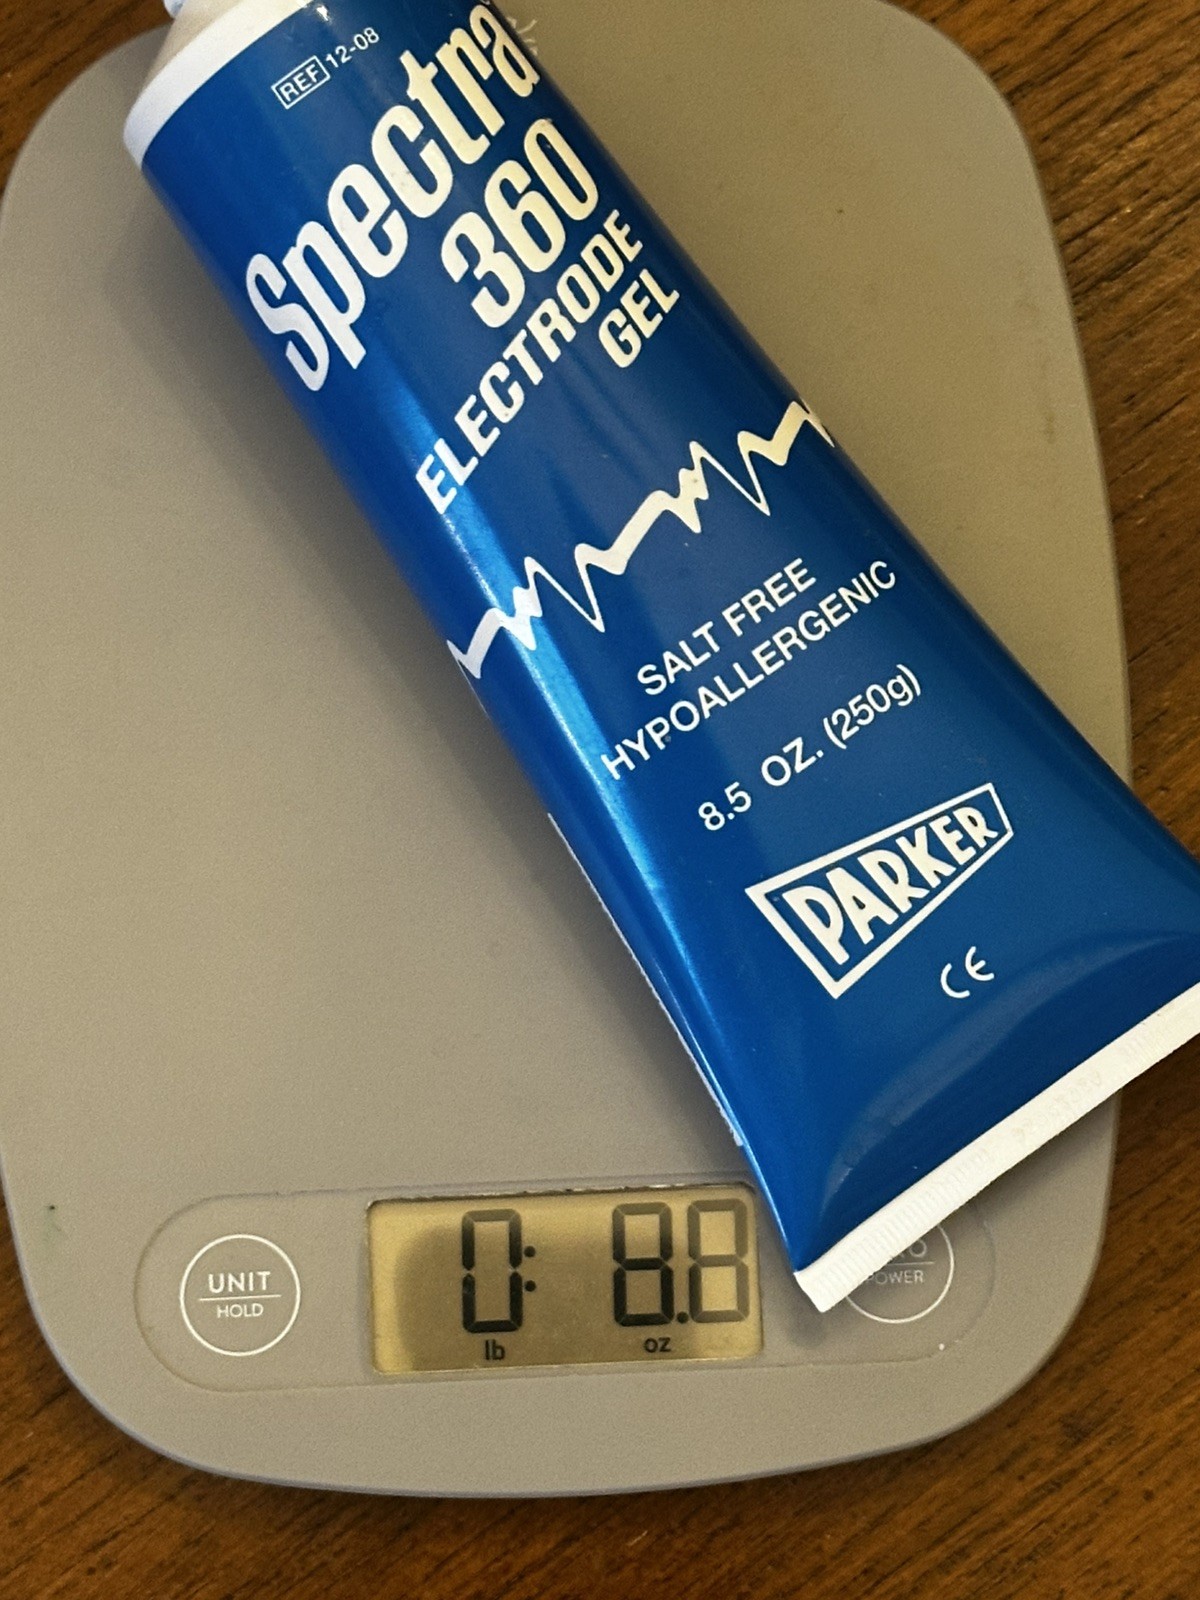 REF 12-08
Spectra
360
ELECTRODE
GEL
SALT FREE
HYPOALLERGENIC
8.5 OZ. (250g)
PARKER
CE
UNIT
HOLD
0: 8.8
lb oz
POWER